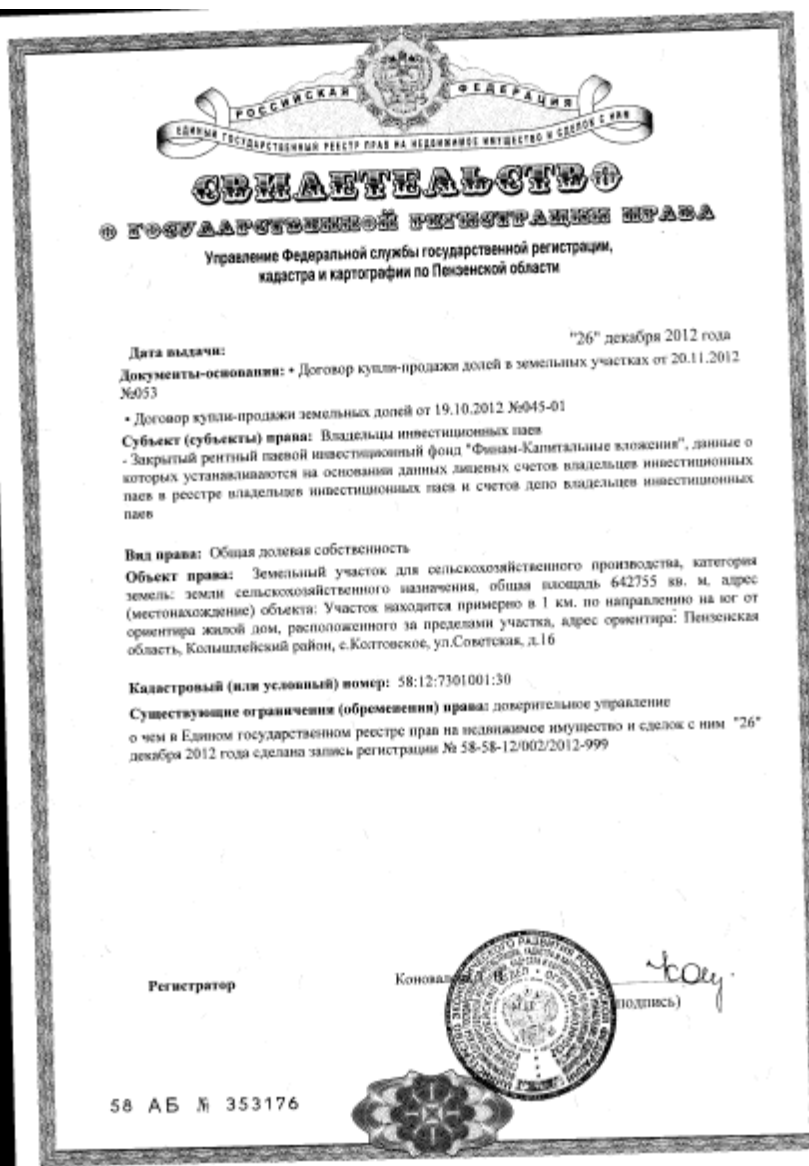 РОССИЙСКАЯ ФЕДЕРАЦИЯ
ЕДИНЫЙ ГОСУДАРСТВЕННЫЙ РЕЕСТР ПРАВ НА НЕДВИЖИМОЕ ИМУЩЕСТВО И СДЕЛОК С НИМ
СВИДЕТЕЛЬСТВО
О ГОСУДАРСТВЕННОЙ РЕГИСТРАЦИИ ПРАВА
Управление Федеральной службы государственной регистрации,
кадастра и картографии по Пензенской области
Дата выдачи: "26" декабря 2012 года
Документы-основания: • Договор купли-продажи долей в земельных участках от 20.11.2012
№053
• Договор купли-продажи земельных долей от 19.10.2012 №045-01
Субъект (субъекты) права: Владельцы инвестиционных паев
- Закрытый рентный паевой инвестиционный фонд "Финам-Капитальные вложения", данные о
которых устанавливаются на основании данных лицевых счетов владельцев инвестиционных
паев в реестре владельцев инвестиционных паев и счетов депо владельцев инвестиционных
паев
Вид права: Общая долевая собственность
Объект права: Земельный участок для сельскохозяйственного производства, категория
земель: земли сельскохозяйственного назначения, общая площадь 642755 кв. м, адрес
(местонахождение) объекта: Участок находится примерно в 1 км. по направлению на юг от
ориентира жилой дом, расположенного за пределами участка, адрес ориентира: Пензенская
область, Колышлейский район, с.Колтовское, ул.Советская, д.16
Кадастровый (или условный) номер: 58:12:7301001:30
Существующие ограничения (обременения) права: доверительное управление
о чем в Едином государственном реестре прав на недвижимое имущество и сделок с ним "26"
декабря 2012 года сделана запись регистрации № 58-58-12/002/2012-999
Регистратор
подпись)
58 АБ № 353176